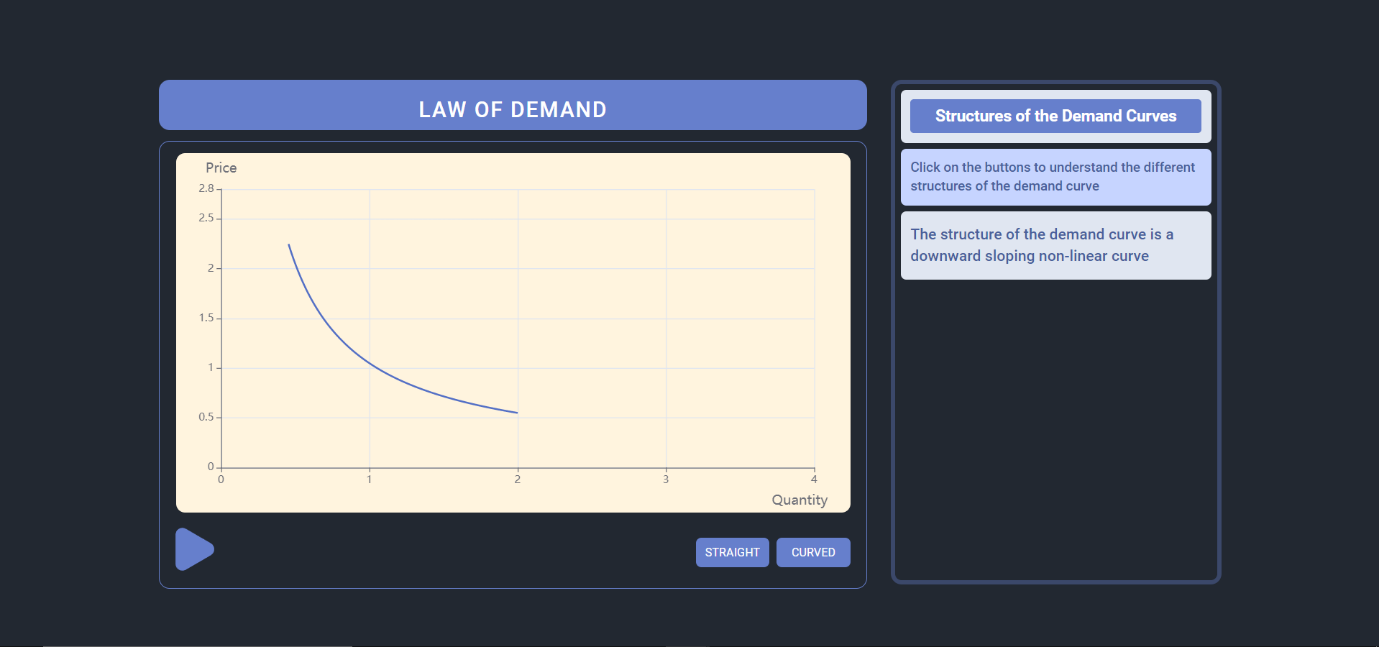 LAW OF DEMAND
Price
2.8
2.5
2
1.5
1
0.5
0
0 1 2 3 4
Quantity
STRAIGHT CURVED
Structures of the Demand Curves
Click on the buttons to understand the different
structures of the demand curve
The structure of the demand curve is a
downward sloping non-linear curve